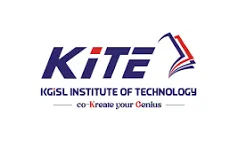 KiTE
KGiSL INSTITUTE OF TECHNOLOGY
co-Kreate your Genius